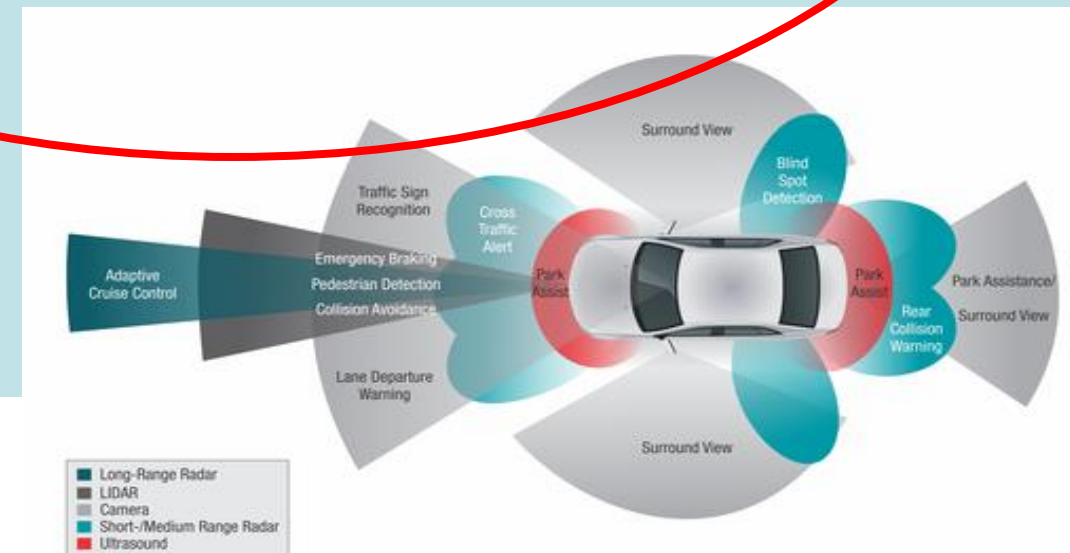 Surround View
Blind
Spot
Detection
Traffic Sign
Recognition
Cross
Traffic
Alert
Emergency Braking
Adaptive
Cruise Control
Pedestrian Detection
Collision Avoidance
Park
Assist
Park
Assist
Park Assistance/
Surround View
Rear
Collision
Warning
Lane Departure
Warning
Surround View
Long-Range Radar
LIDAR
Camera
Short-/Medium Range Radar
Ultrasound